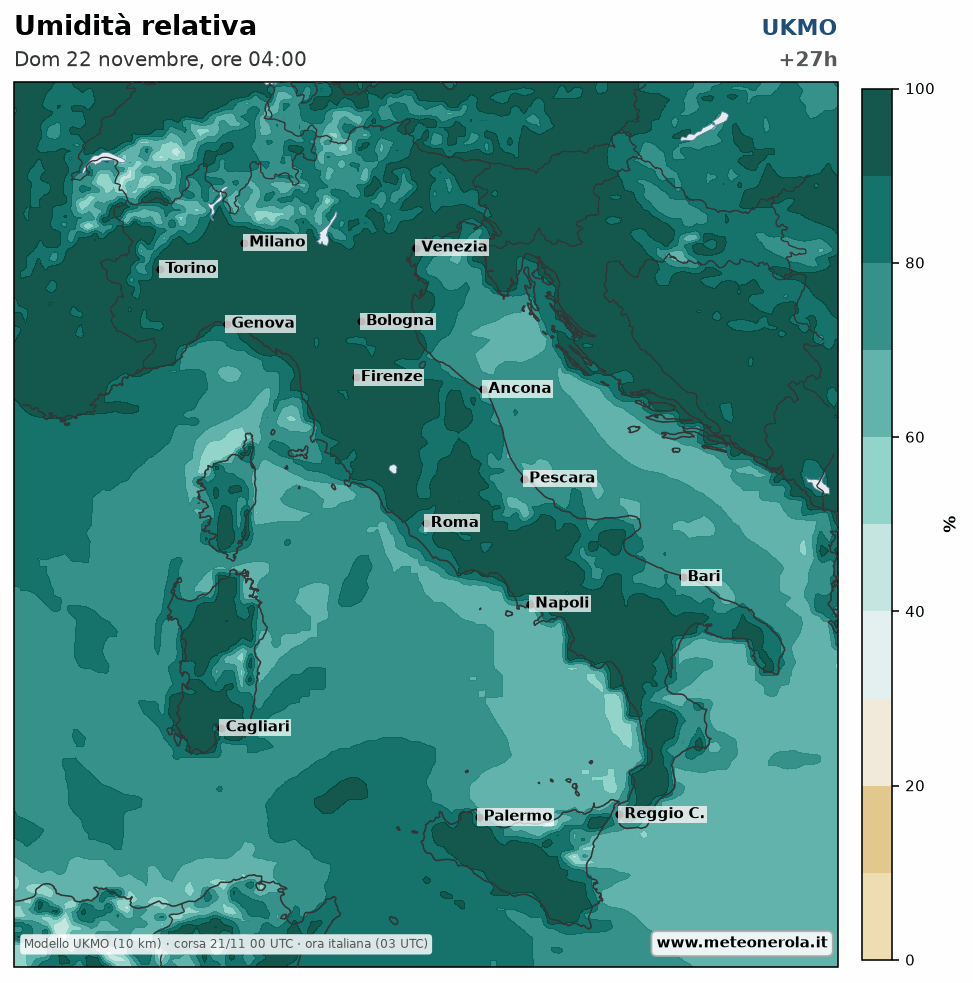 Umidità relativa
UKMO
Dom 22 novembre, ore 04:00
+27h
100
80
60
40
20
0
%
Milano
Venezia
Torino
Genova
Bologna
Firenze
Ancona
Pescara
Roma
Bari
Napoli
Cagliari
Palermo
Reggio C.
Modello UKMO (10 km) · corsa 21/11 00 UTC · ora italiana (03 UTC)
www.meteonerola.it